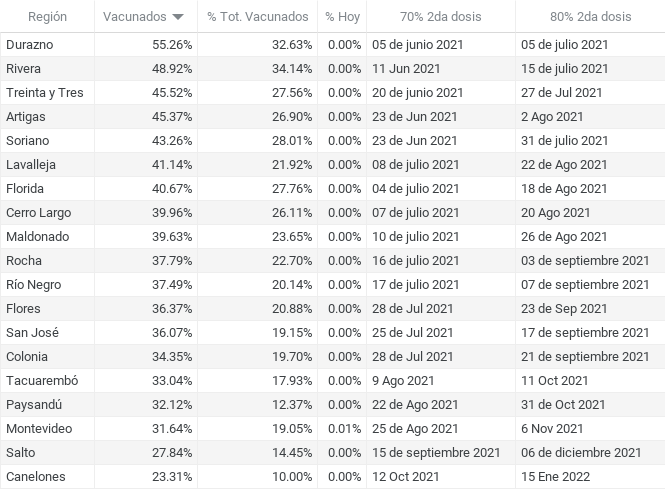 Región Vacunados % Tot. Vacunados % Hoy 70% 2da dosis 80% 2da dosis
Durazno 55.26% 32.63% 0.00% 05 de junio 2021 05 de julio 2021
Rivera 48.92% 34.14% 0.00% 11 Jun 2021 15 de julio 2021
Treinta y Tres 45.52% 27.56% 0.00% 20 de junio 2021 27 de Jul 2021
Artigas 45.37% 26.90% 0.00% 23 de Jun 2021 2 Ago 2021
Soriano 43.26% 28.01% 0.00% 23 de Jun 2021 31 de julio 2021
Lavalleja 41.14% 21.92% 0.00% 08 de julio 2021 22 de Ago 2021
Florida 40.67% 27.76% 0.00% 04 de julio 2021 18 de Ago 2021
Cerro Largo 39.96% 26.11% 0.00% 07 de julio 2021 20 Ago 2021
Maldonado 39.63% 23.65% 0.00% 10 de julio 2021 26 de Ago 2021
Rocha 37.79% 22.70% 0.00% 16 de julio 2021 03 de septiembre 2021
Río Negro 37.49% 20.14% 0.00% 17 de julio 2021 07 de septiembre 2021
Flores 36.37% 20.88% 0.00% 28 de Jul 2021 23 de Sep 2021
San José 36.07% 19.15% 0.00% 25 de Jul 2021 17 de septiembre 2021
Colonia 34.35% 19.70% 0.00% 28 de Jul 2021 21 de septiembre 2021
Tacuarembó 33.04% 17.93% 0.00% 9 Ago 2021 11 Oct 2021
Paysandú 32.12% 12.37% 0.00% 22 de Ago 2021 31 de Oct 2021
Montevideo 31.64% 19.05% 0.01% 25 de Ago 2021 6 Nov 2021
Salto 27.84% 14.45% 0.00% 15 de septiembre 2021 06 de diciembre 2021
Canelones 23.31% 10.00% 0.00% 12 Oct 2021 15 Ene 2022